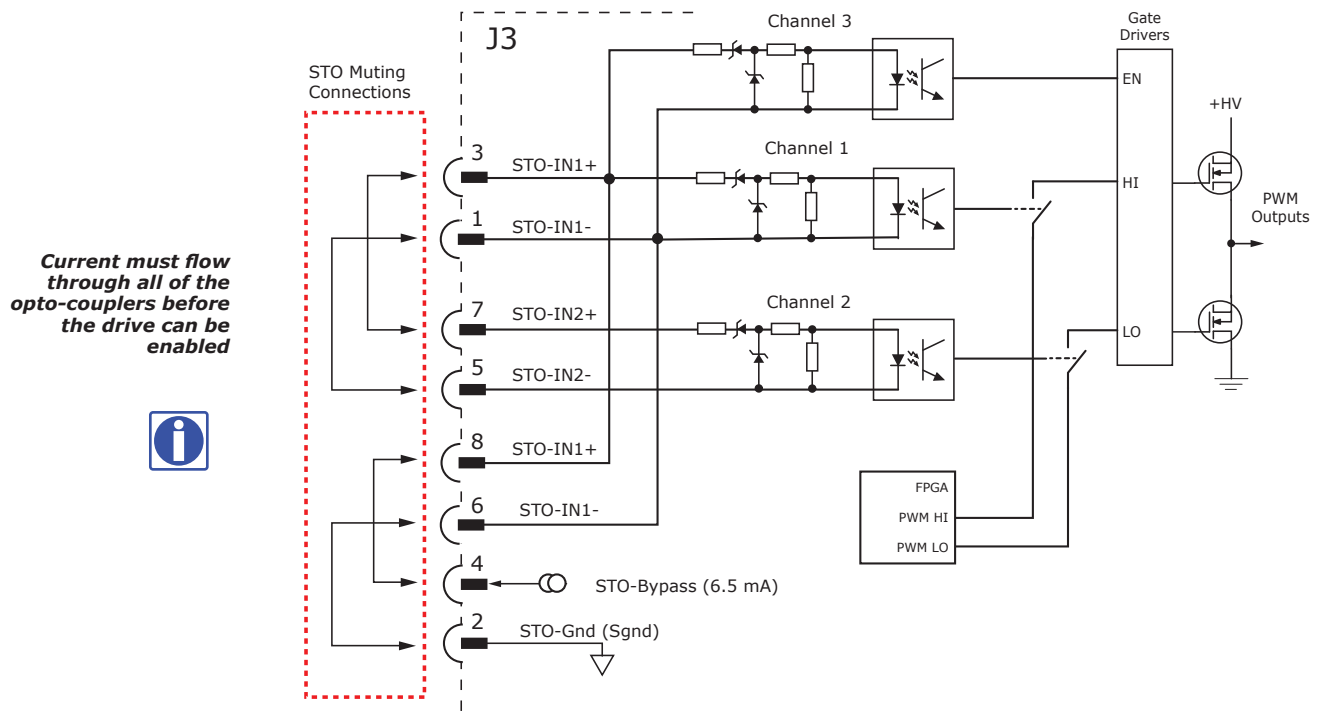 J3
Channel 3
Gate
Drivers
STO Muting
Connections
EN
+HV
3
STO-IN1+
Channel 1
HI
PWM
Outputs
1
STO-IN1-
Current must flow
through all of the
opto-couplers before
the drive can be
enabled
7
STO-IN2+
Channel 2
LO
5
STO-IN2-
8
STO-IN1+
6
STO-IN1-
FPGA
PWM HI
PWM LO
4
STO-Bypass (6.5 mA)
2
STO-Gnd (Sgnd)